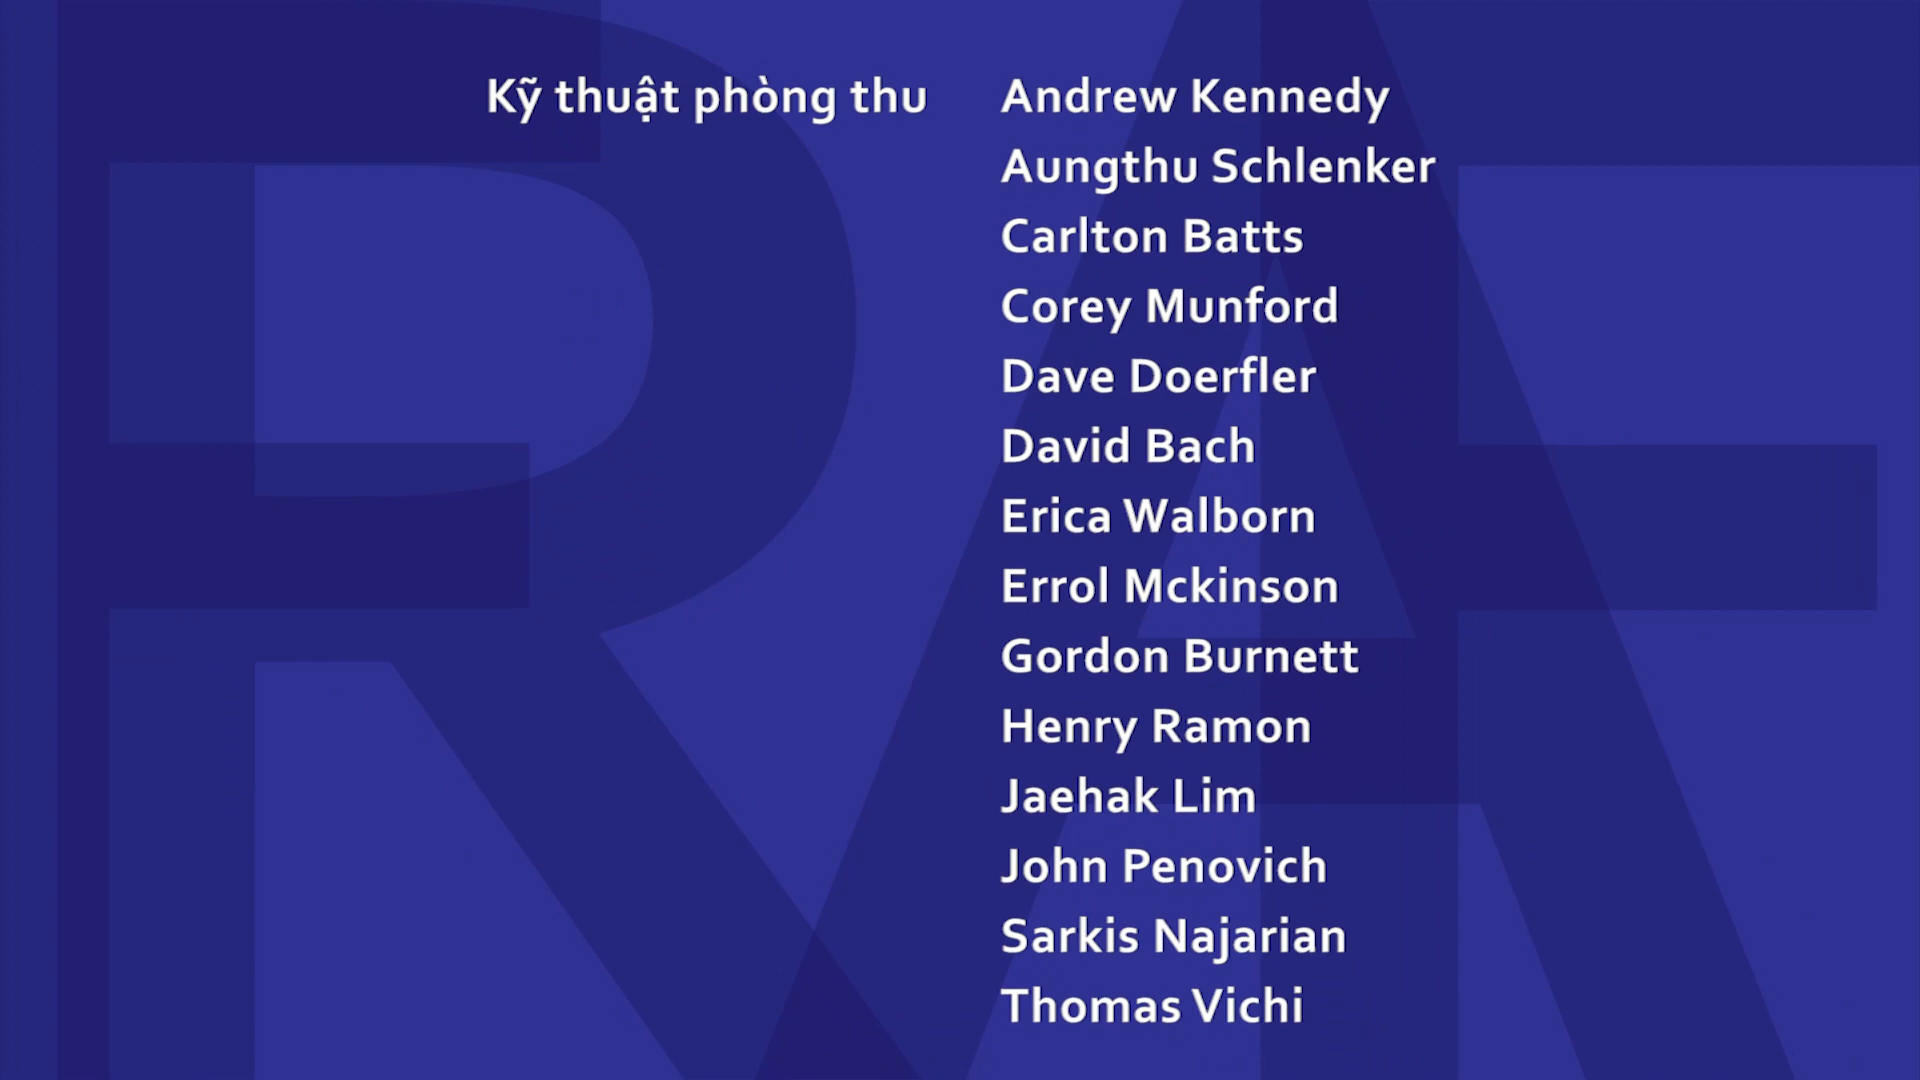 Kỹ thuật phòng thu Andrew Kennedy
Aungthu Schlenker
Carlton Batts
Corey Munford
Dave Doerfler
David Bach
Erica Walborn
Errol Mckinson
Gordon Burnett
Henry Ramon
Jaehak Lim
John Penovich
Sarkis Najarian
Thomas Vichi